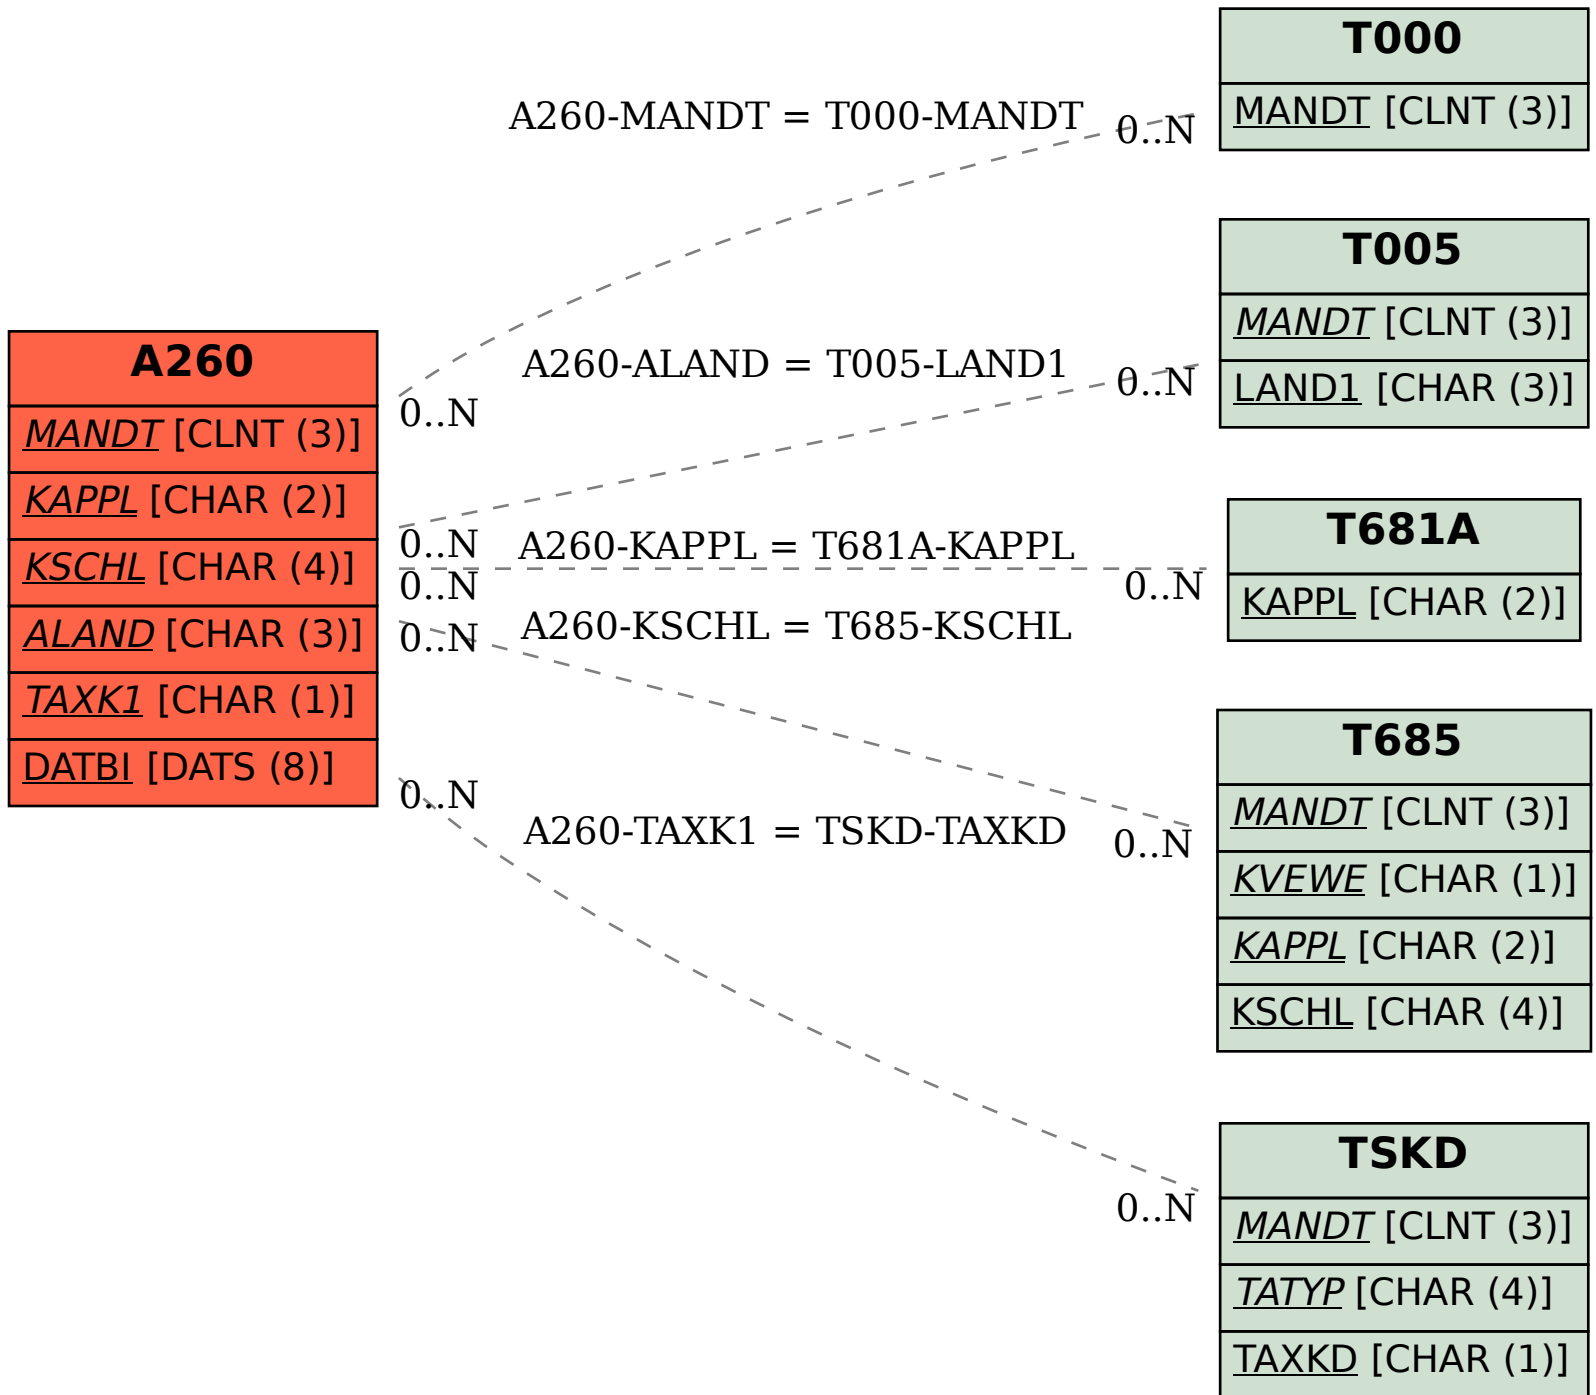 A260
MANDT [CLNT (3)]
KAPPL [CHAR (2)]
KSCHL [CHAR (4)]
ALAND [CHAR (3)]
TAXK1 [CHAR (1)]
DATBI [DATS (8)]
A260-MANDT = T000-MANDT
0..N
0..N
A260-ALAND = T005-LAND1
0..N
0..N
A260-KAPPL = T681A-KAPPL
0..N
0..N
A260-KSCHL = T685-KSCHL
0..N
0..N
A260-TAXK1 = TSKD-TAXKD
0..N
0..N
T000
MANDT [CLNT (3)]
T005
MANDT [CLNT (3)]
LAND1 [CHAR (3)]
T681A
KAPPL [CHAR (2)]
T685
MANDT [CLNT (3)]
KVEWE [CHAR (1)]
KAPPL [CHAR (2)]
KSCHL [CHAR (4)]
TSKD
MANDT [CLNT (3)]
TATYP [CHAR (4)]
TAXKD [CHAR (1)]